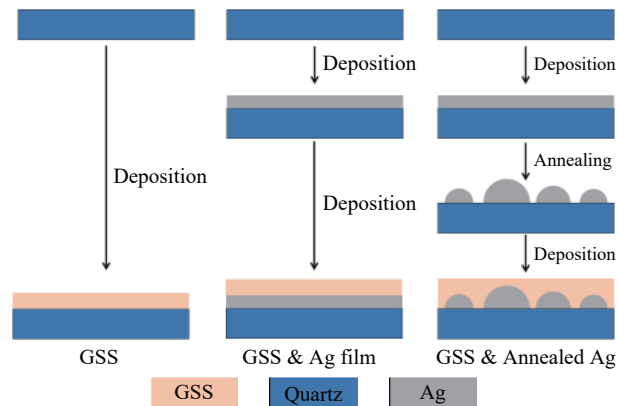 Deposition
Deposition
Annealing
Deposition
Deposition
Deposition
GSS
GSS & Ag film
GSS & Annealed Ag
GSS
Quartz
Ag